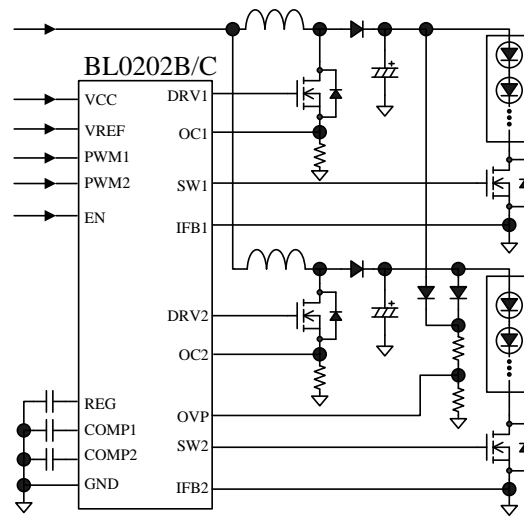 BL0202B/C
VCC
VREF
PWM1
PWM2
EN
REG
COMP1
COMP2
GND
DRV1
OC1
SW1
IFB1
DRV2
OC2
OVP
SW2
IFB2
+
+